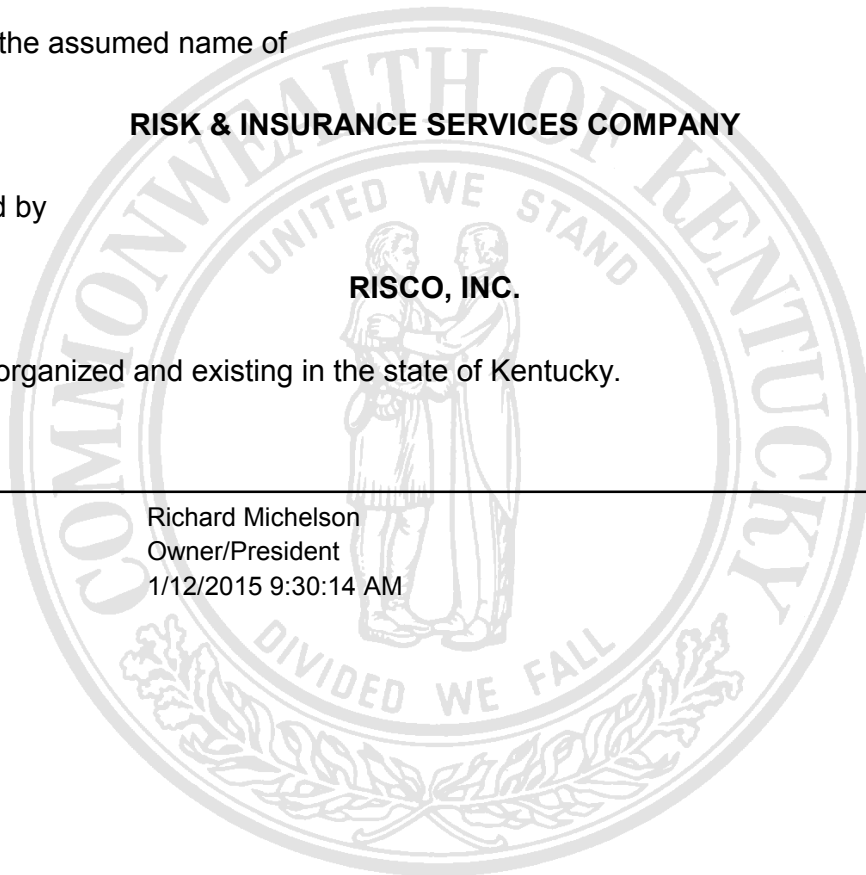 the assumed name of
RISK & INSURANCE SERVICES COMPANY
d by
RISCO, INC.
organized and existing in the state of Kentucky.
Richard Michelson
Owner/President
1/12/2015 9:30:14 AM
COMMONWEALTH OF KENTUCKY
UNITED WE STAND
DIVIDED WE FALL